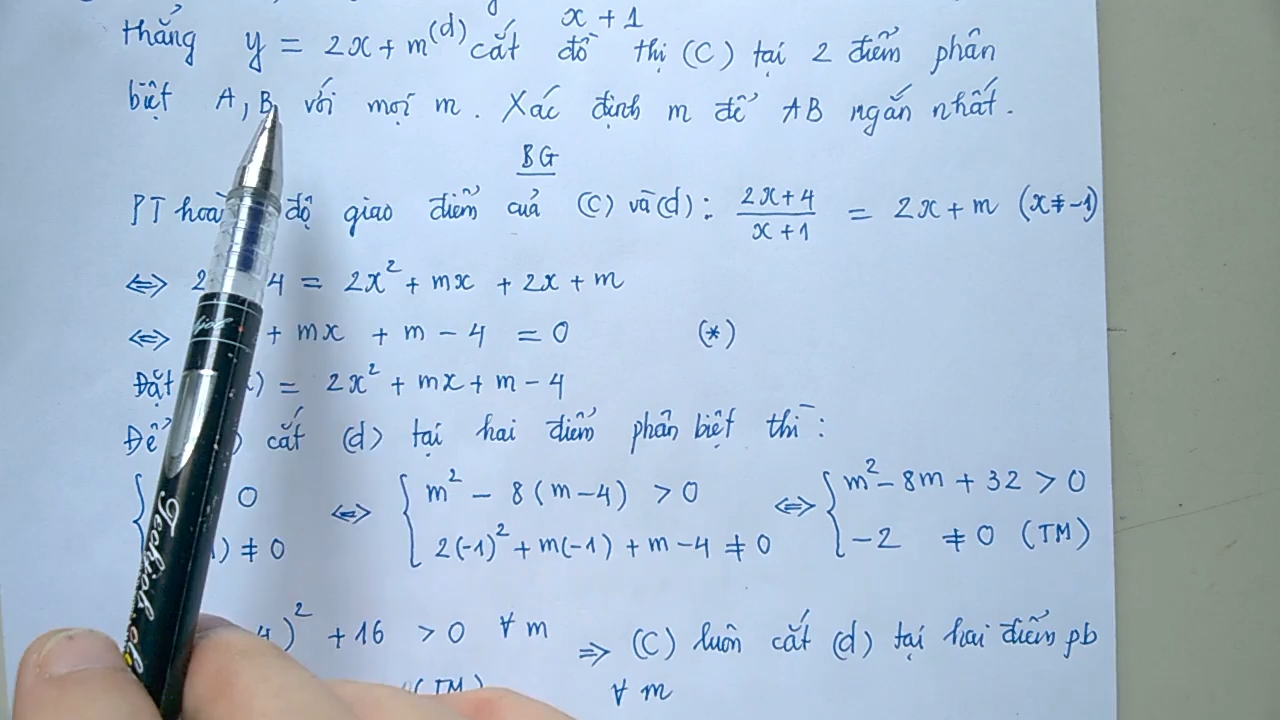 x + 1
thẳng y = 2x + m (d) cắt đồ thị (C) tại 2 điểm phân
biệt A, B với mọi m. Xác định m để AB ngắn nhất.
BG
PT hoà độ giao điểm của (C) và (d): \frac{2x+4}{x+1} = 2x + m (x ≠ -1)
⇔ 2 4 = 2x² + mx + 2x + m
⇔ + mx + m - 4 = 0 (*)
Đặt ) = 2x² + mx + m - 4
Để ) cắt (d) tại hai điểm phân biệt thì:
{ 0 ⇔ { m² - 8(m-4) > 0 ⇔ { m² - 8m + 32 > 0
) ≠ 0 2(-1)² + m(-1) + m - 4 ≠ 0 -2 ≠ 0 (TM)
4)² + 16 > 0 ∀ m ⇒ (C) luôn cắt (d) tại hai điểm pb
(TM) ∀ m
Techjob